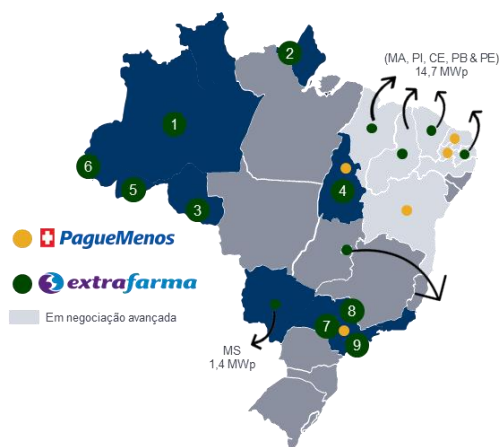 2
(MA, PI, CE, PB & PE)
14,7 MWp
1
6
5
4
3
PagueMenos
extrafarma
Em negociação avançada
8
7
9
MS
1,4 MWp